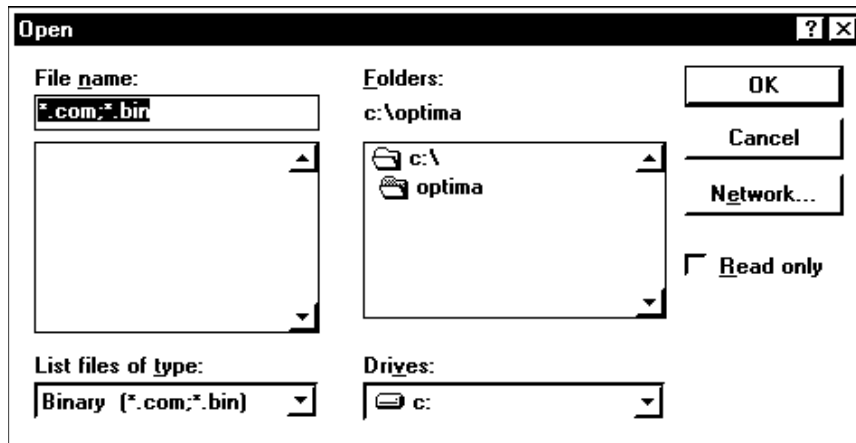 Open
File name:
*.com;*.bin
Folders:
c:\optima
c:\
optima
OK
Cancel
Network...
Read only
List files of type:
Binary (*.com;*.bin)
Drives:
c: